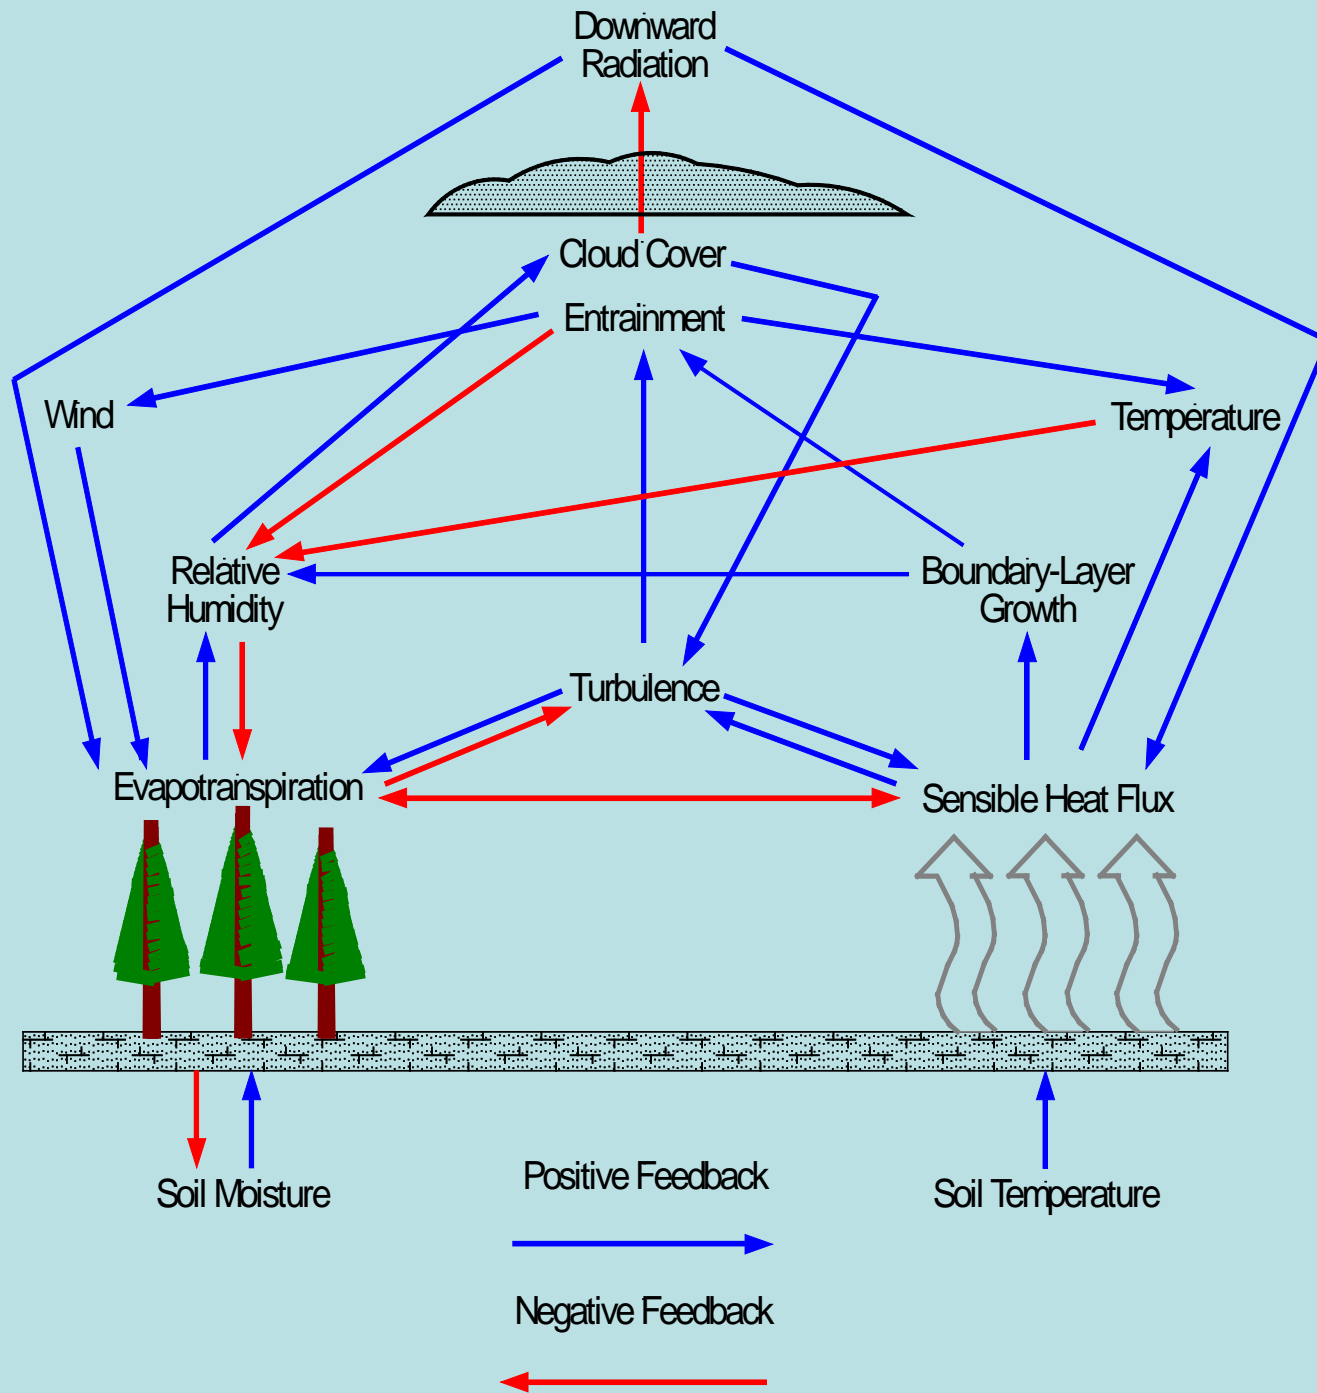 Downward
Radiation
Cloud Cover
Entrainment
Wind
Temperature
Relative
Humidity
Boundary-Layer
Growth
Turbulence
Evapotranspiration
Sensible Heat Flux
Soil Moisture
Positive Feedback
Soil Temperature
Negative Feedback